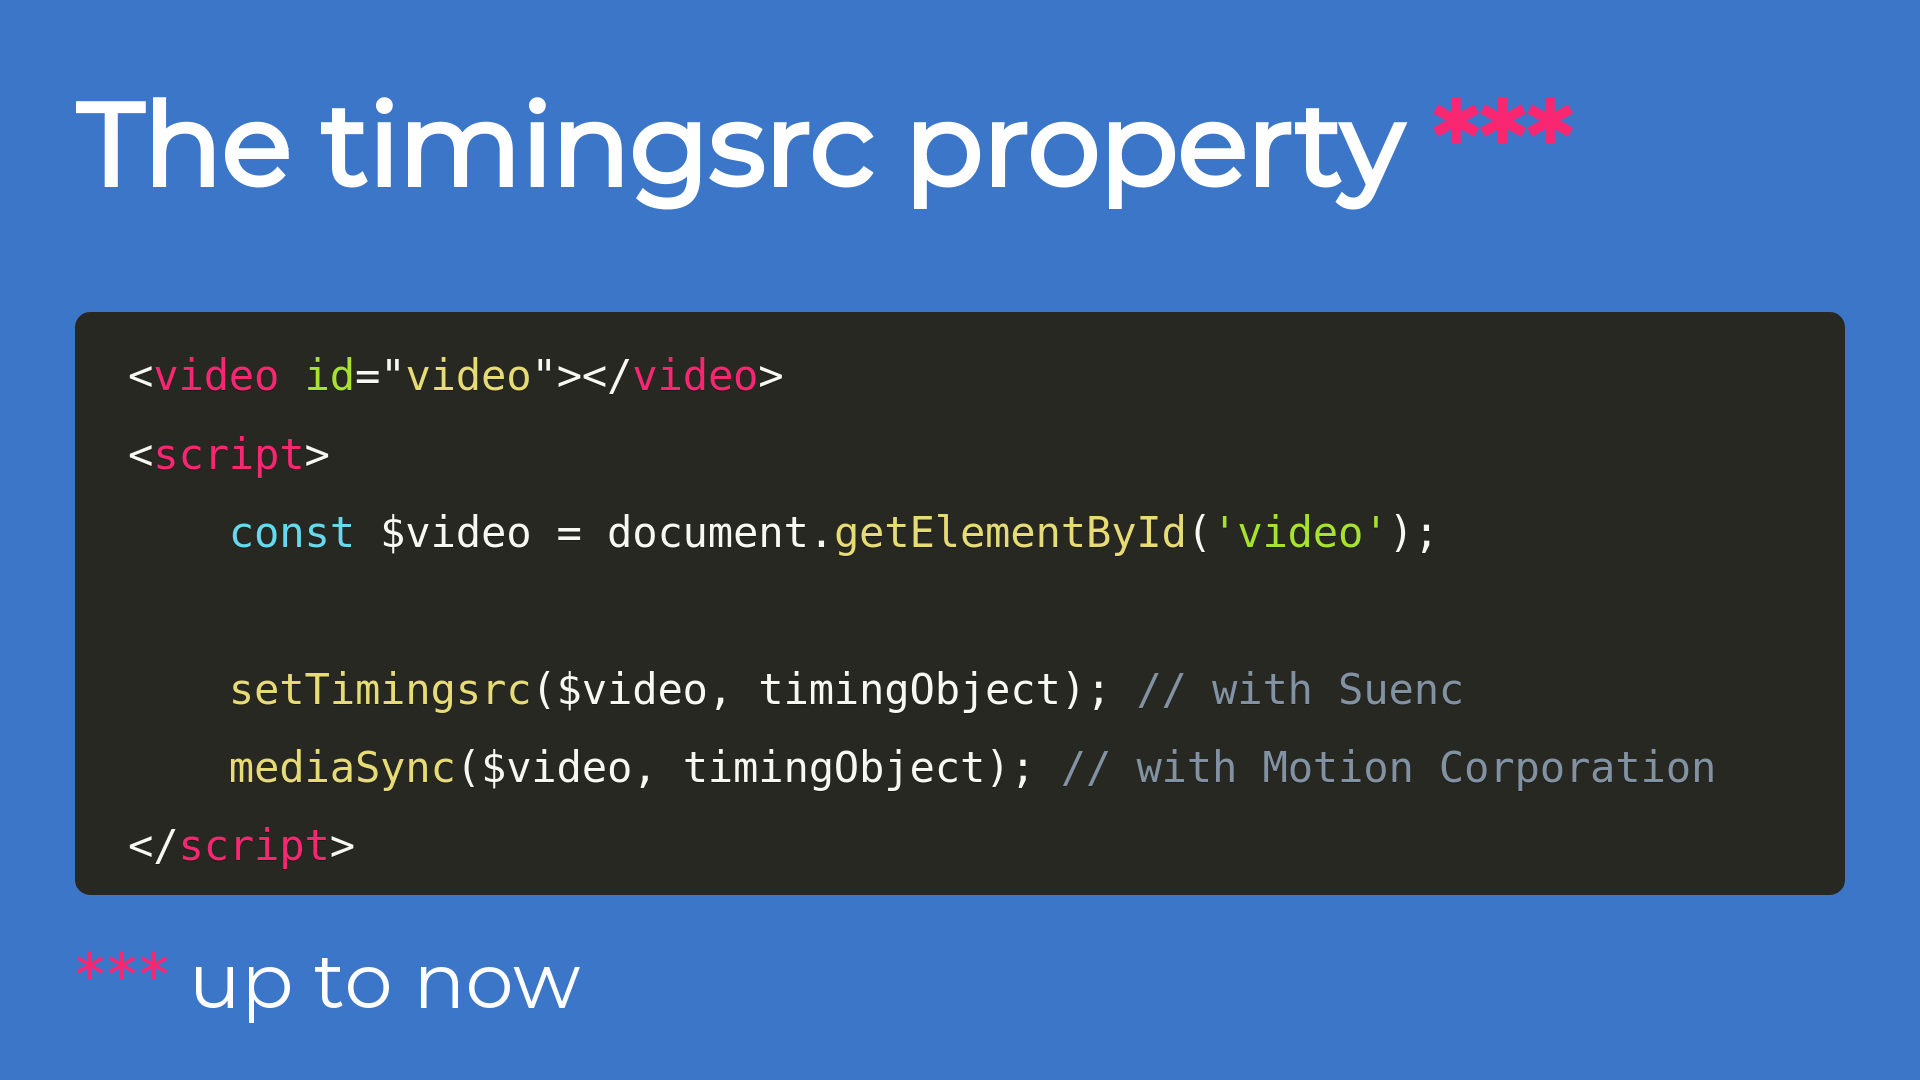 The timingsrc property ***
<video id="video"></video>
<script>
    const $video = document.getElementById('video');
    setTimingsrc($video, timingObject); // with Suenc
    mediaSync($video, timingObject); // with Motion Corporation
</script>
*** up to now